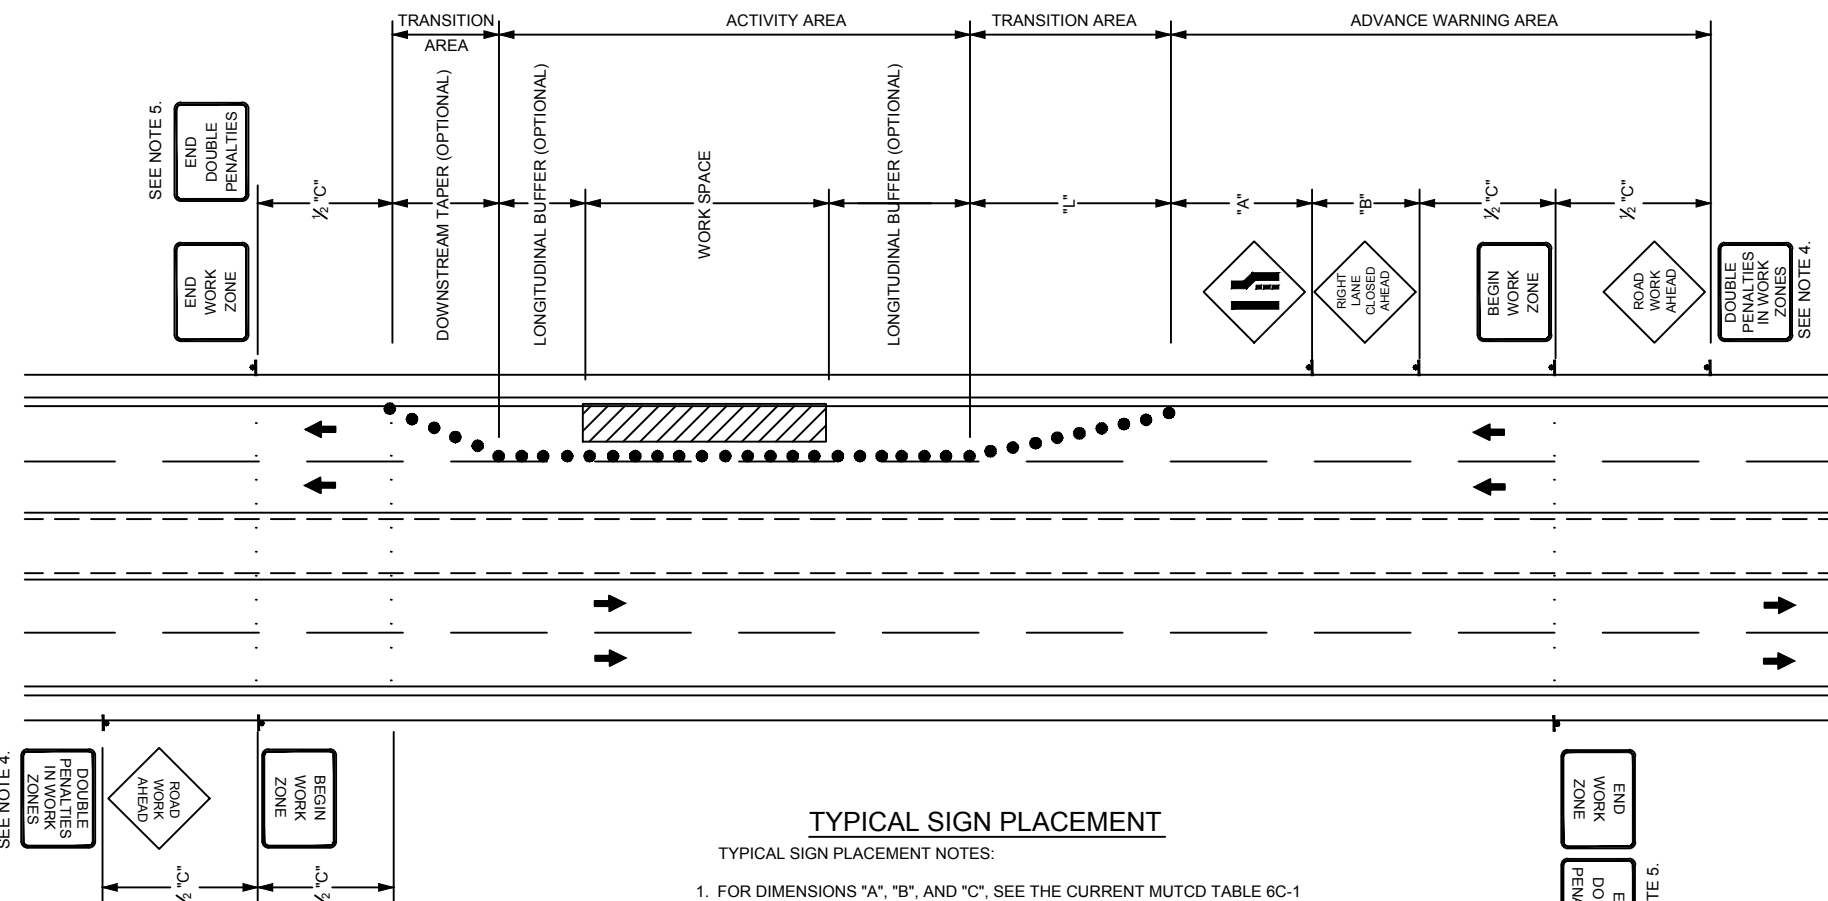 TRANSITION
AREA
ACTIVITY AREA
TRANSITION AREA
ADVANCE WARNING AREA
SEE NOTE 5.
END
DOUBLE
PENALTIES
END
WORK
ZONE
½ "C"
DOWNSTREAM TAPER (OPTIONAL)
LONGITUDINAL BUFFER (OPTIONAL)
WORK SPACE
LONGITUDINAL BUFFER (OPTIONAL)
"L"
"A"
"B"
½ "C"
½ "C"
RIGHT
LANE
CLOSED
AHEAD
BEGIN
WORK
ZONE
ROAD
WORK
AHEAD
DOUBLE
PENALTIES
IN WORK
ZONES
SEE NOTE 4.
SEE NOTE 4.
DOUBLE
PENALTIES
IN WORK
ZONES
ROAD
WORK
AHEAD
BEGIN
WORK
ZONE
½ "C"
½ "C"
END
WORK
ZONE
TYPICAL SIGN PLACEMENT
TYPICAL SIGN PLACEMENT NOTES:
1. FOR DIMENSIONS "A", "B", AND "C", SEE THE CURRENT MUTCD TABLE 6C-1